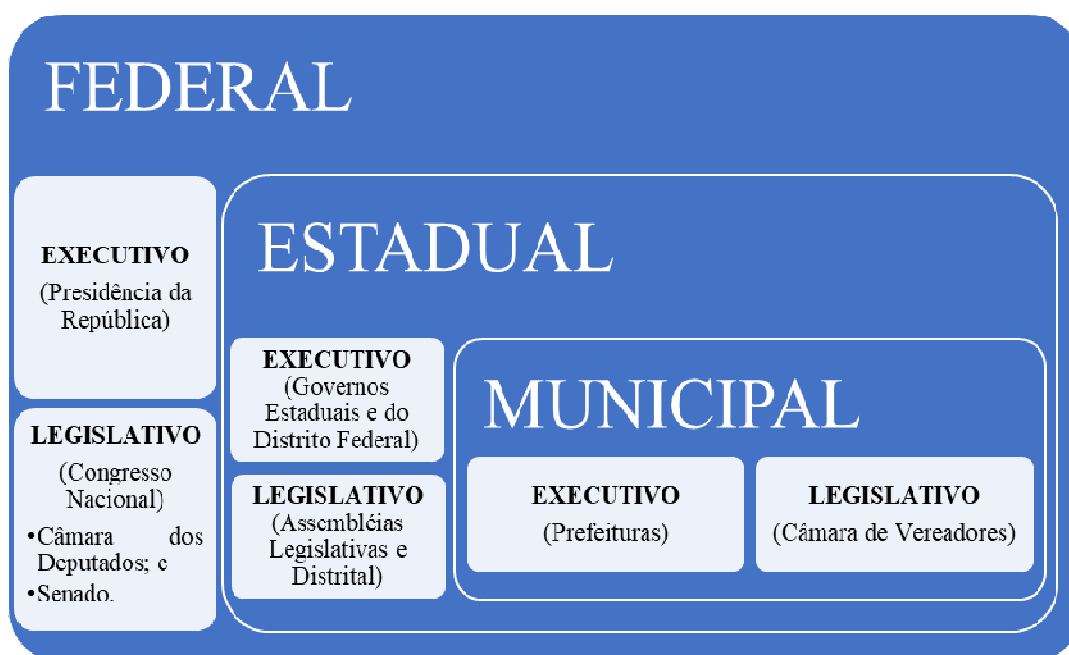 FEDERAL
EXECUTIVO
(Presidência da
República)
LEGISLATIVO
(Congresso
Nacional)
•Câmara dos
Deputados; e
•Senado.
ESTADUAL
EXECUTIVO
(Governos
Estaduais e do
Distrito Federal)
LEGISLATIVO
(Assembléias
Legislativas e
Distrital)
MUNICIPAL
EXECUTIVO
(Prefeituras)
LEGISLATIVO
(Câmara de Vereadores)